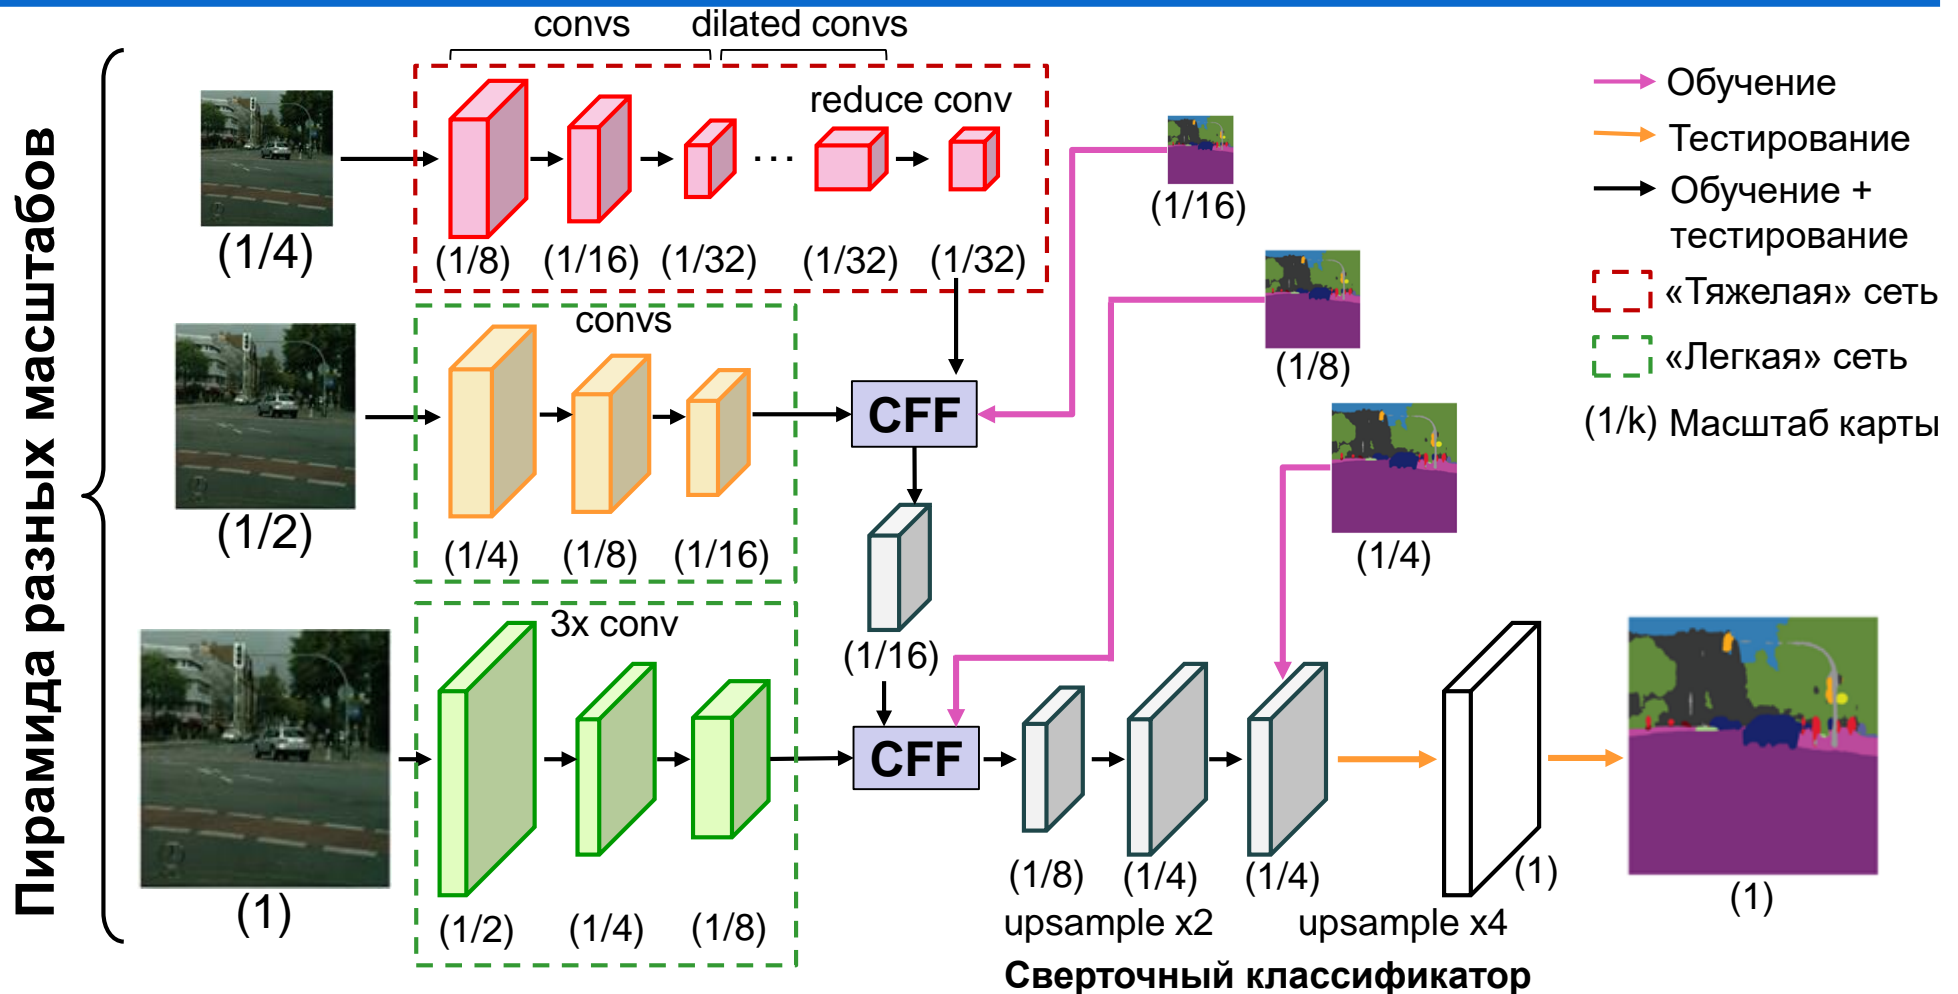 Пирамида разных масштабов
convs
dilated convs
reduce conv
(1/4)
(1/8)
(1/16)
(1/32)
...
(1/32)
(1/32)
convs
(1/2)
(1/4)
(1/8)
(1/16)
3x conv
(1)
(1/2)
(1/4)
(1/8)
CFF
(1/16)
CFF
(1/16)
(1/8)
(1/4)
(1/8)
(1/4)
(1/4)
(1)
(1)
upsample x2
upsample x4
Сверточный классификатор
Обучение
Тестирование
Обучение +
тестирование
«Тяжелая» сеть
«Легкая» сеть
(1/k) Масштаб карты